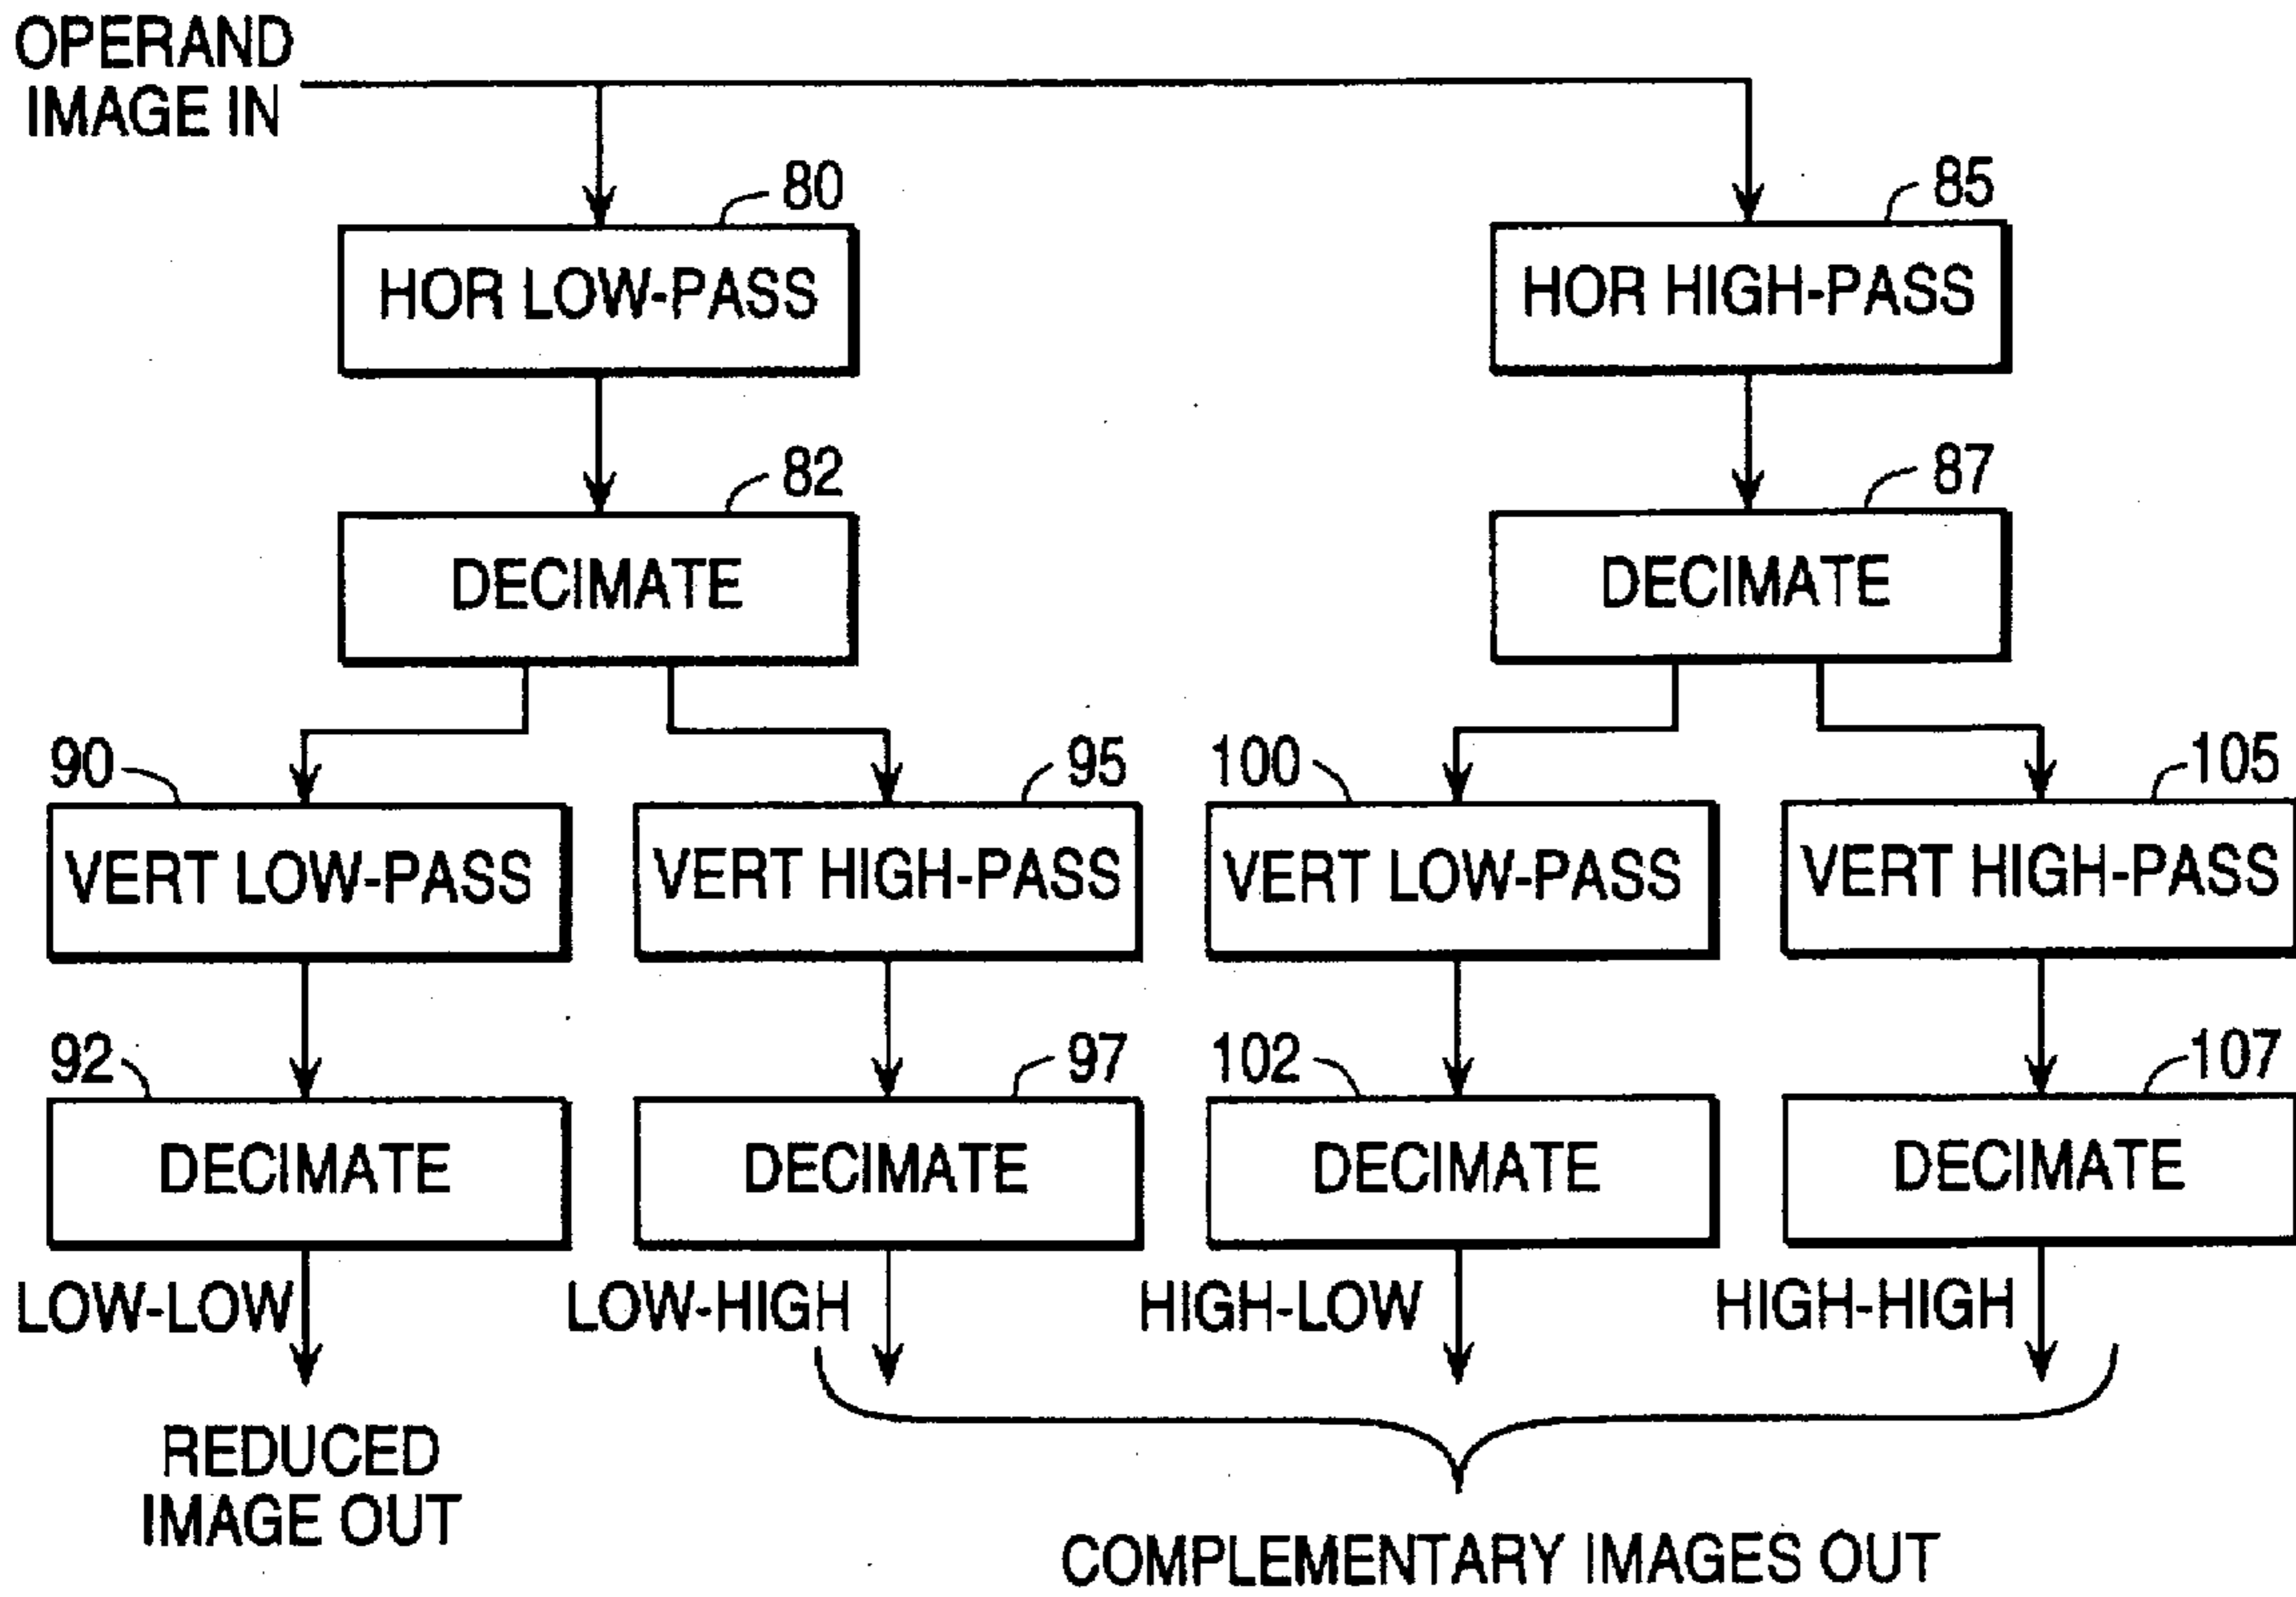 OPERAND
IMAGE IN
80
85
HOR LOW-PASS
HOR HIGH-PASS
82
87
DECIMATE
DECIMATE
90
95
100
105
VERT LOW-PASS
VERT HIGH-PASS
VERT LOW-PASS
VERT HIGH-PASS
92
97
102
107
DECIMATE
DECIMATE
DECIMATE
DECIMATE
LOW-LOW
LOW-HIGH
HIGH-LOW
HIGH-HIGH
REDUCED
IMAGE OUT
COMPLEMENTARY IMAGES OUT